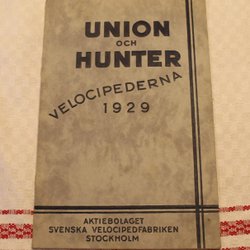 UNION
OCH
HUNTER
VELOCIPEDERNA
1929
AKTIEBOLAGET
SVENSKA VELOCIPEDFABRIKEN
STOCKHOLM